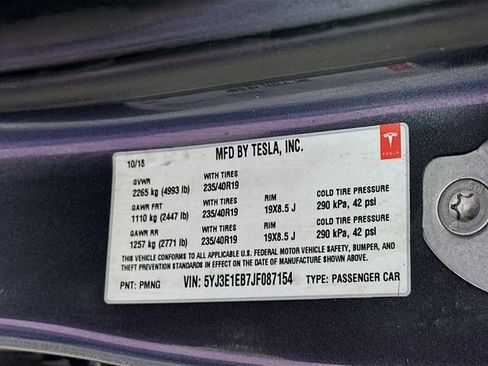 10/18 MFD BY TESLA, INC.
TESLA
GVWR WITH TIRES
2265 kg (4993 lb) 235/40R19
GAWR FRT WITH TIRES RIM COLD TIRE PRESSURE
1110 kg (2447 lb) 235/40R19 19X8.5 J 290 kPa, 42 psi
GAWR RR WITH TIRES RIM COLD TIRE PRESSURE
1257 kg (2771 lb) 235/40R19 19X8.5 J 290 kPa, 42 psi
THIS VEHICLE CONFORMS TO ALL APPLICABLE U.S. FEDERAL MOTOR VEHICLE SAFETY, BUMPER, AND
THEFT PREVENTION STANDARDS IN EFFECT ON THE DATE OF MANUFACTURE SHOWN ABOVE.
PNT: PMNG VIN: 5YJ3E1EB7JF087154 TYPE: PASSENGER CAR